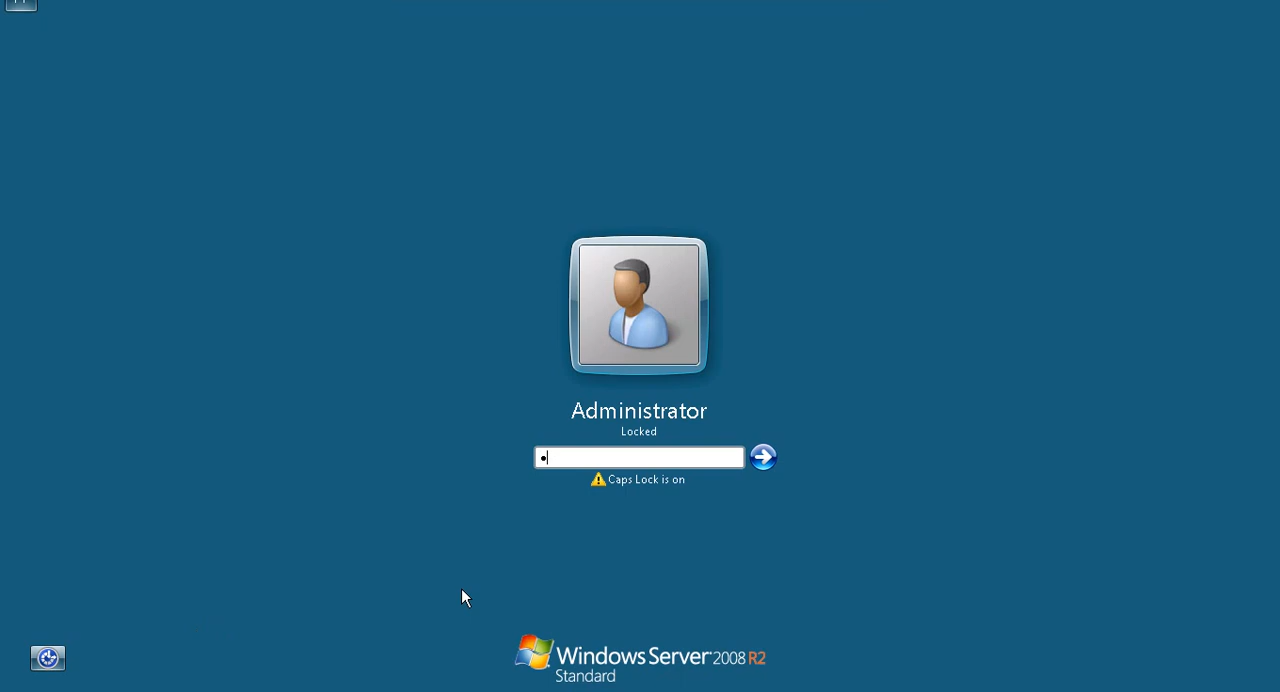 Administrator
Locked
Caps Lock is on
Windows Server 2008 R2
Standard